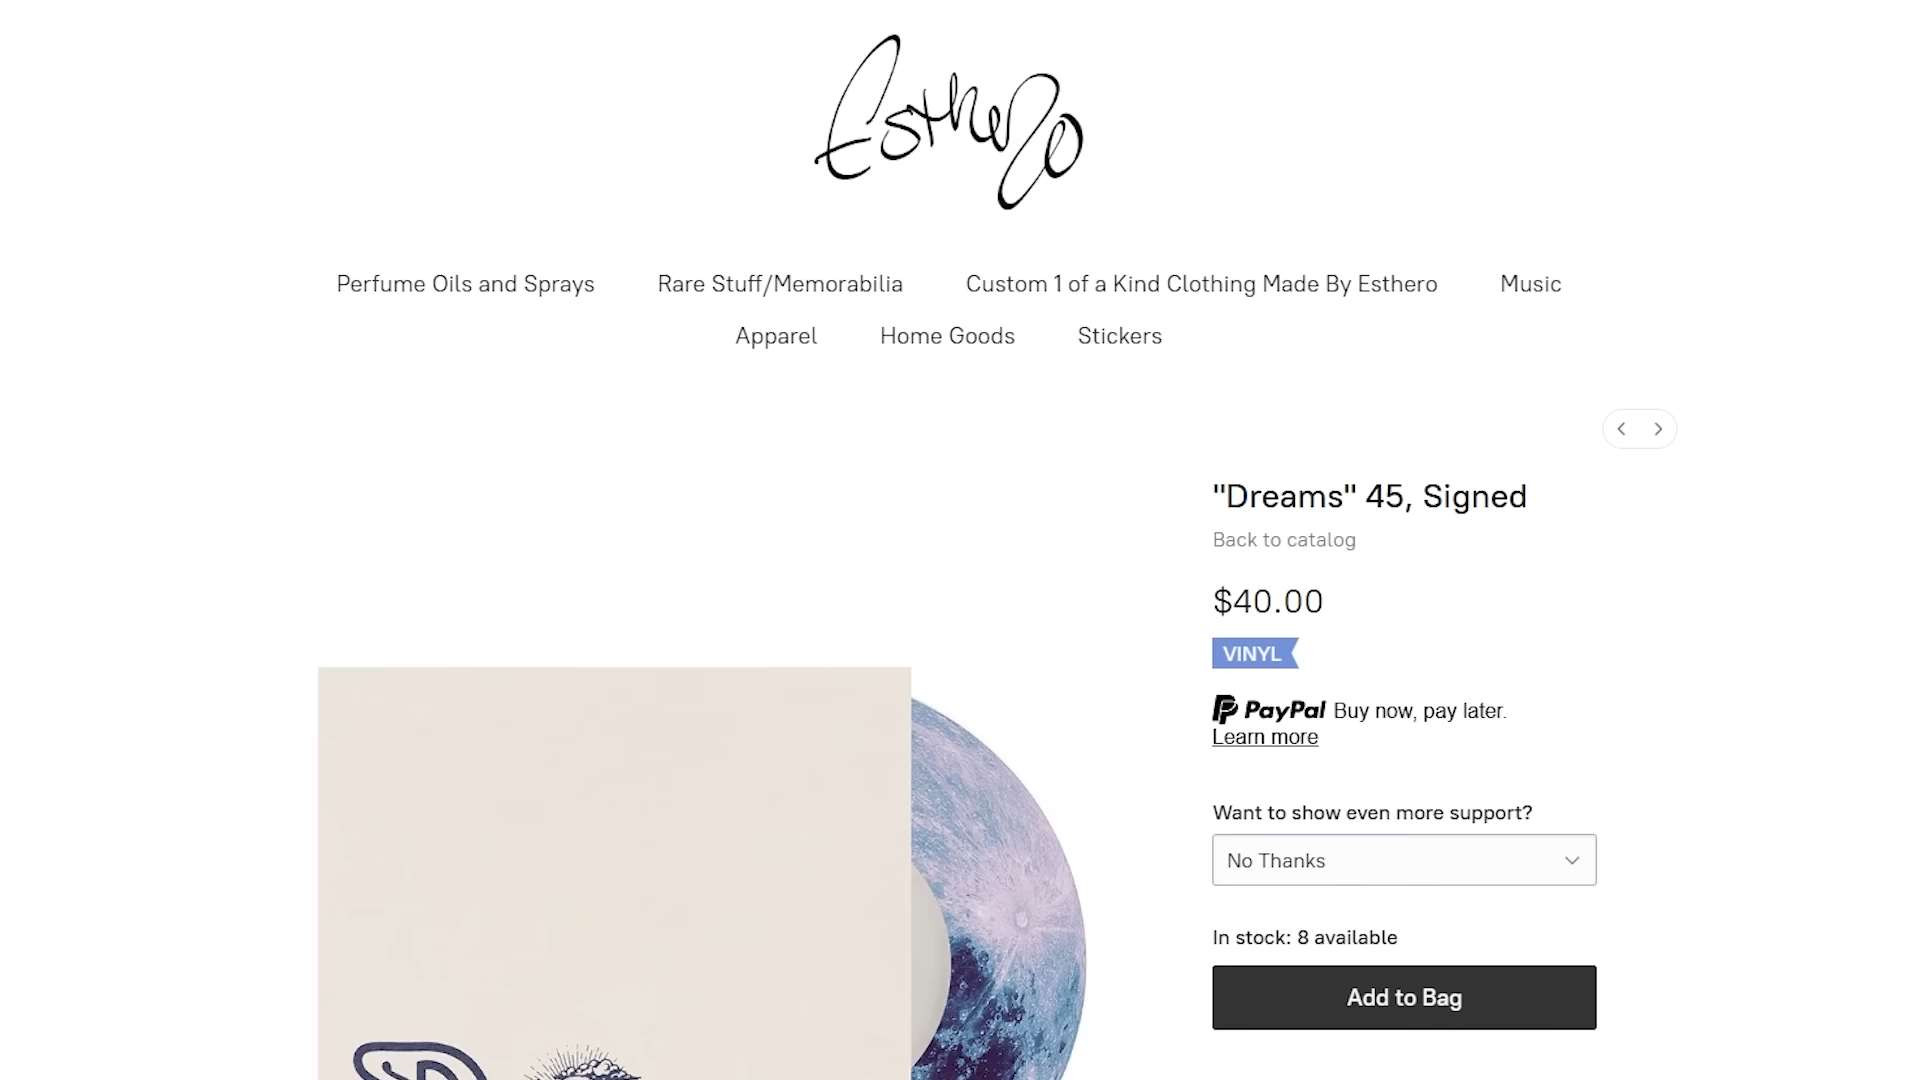 Esthero
Perfume Oils and Sprays Rare Stuff/Memorabilia Custom 1 of a Kind Clothing Made By Esthero Music
Apparel Home Goods Stickers
"Dreams" 45, Signed
Back to catalog
$40.00
VINYL
PayPal Buy now, pay later.
Learn more
Want to show even more support?
No Thanks
In stock: 8 available
Add to Bag